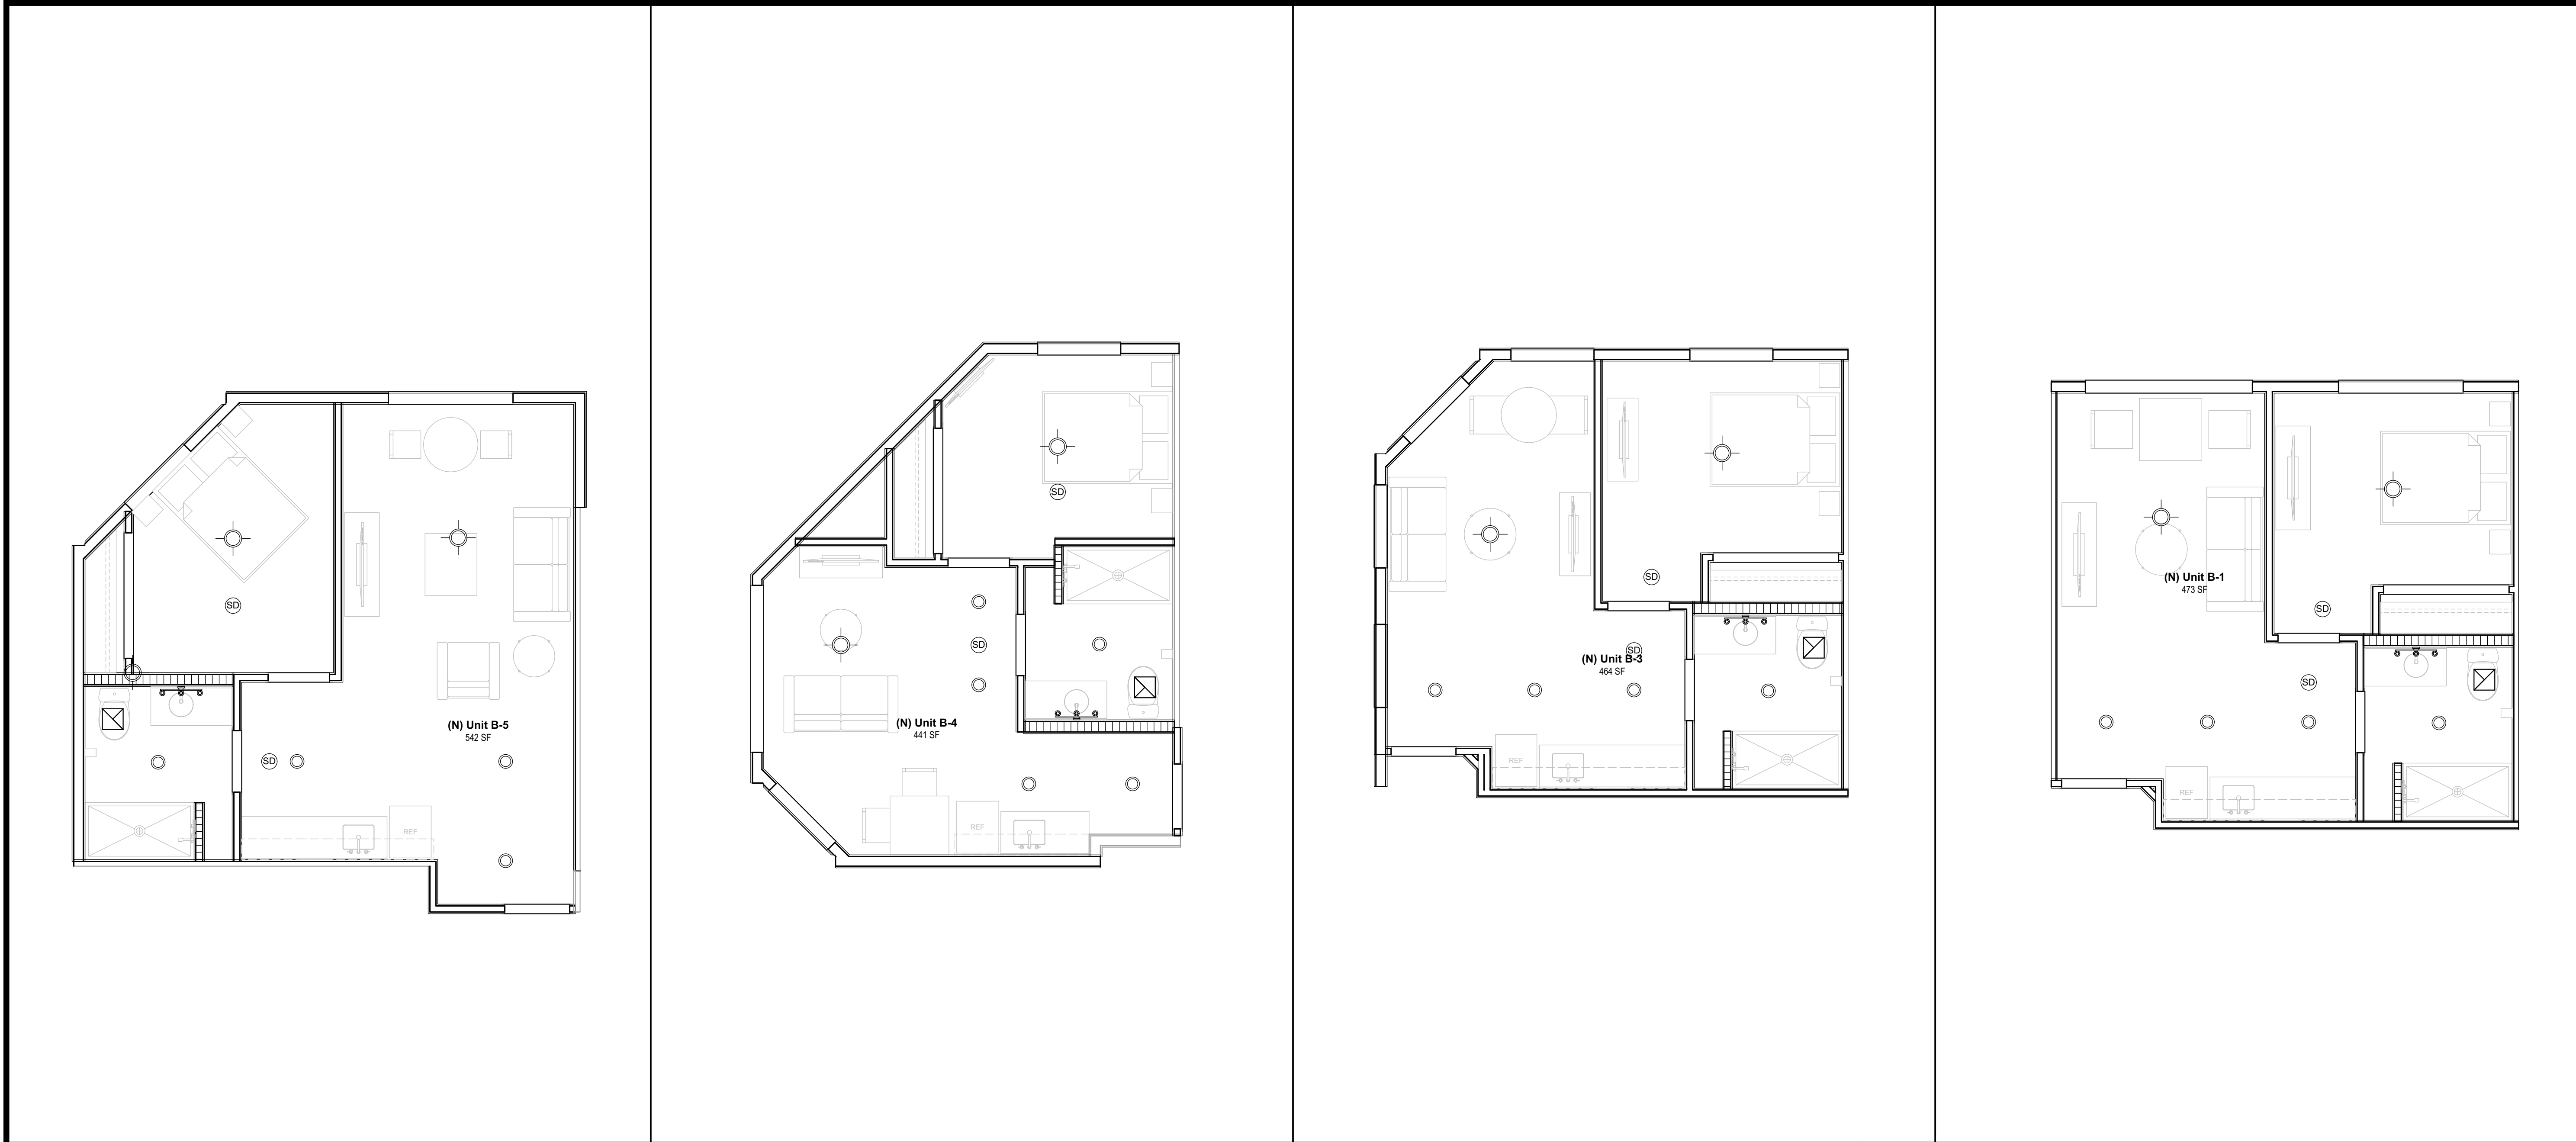 SD
(N) Unit B-5
542 SF
SD
REF
SD
SD
(N) Unit B-4
441 SF
REF
SD
SD
(N) Unit B-3
464 SF
REF
(N) Unit B-1
473 SF
SD
SD
REF